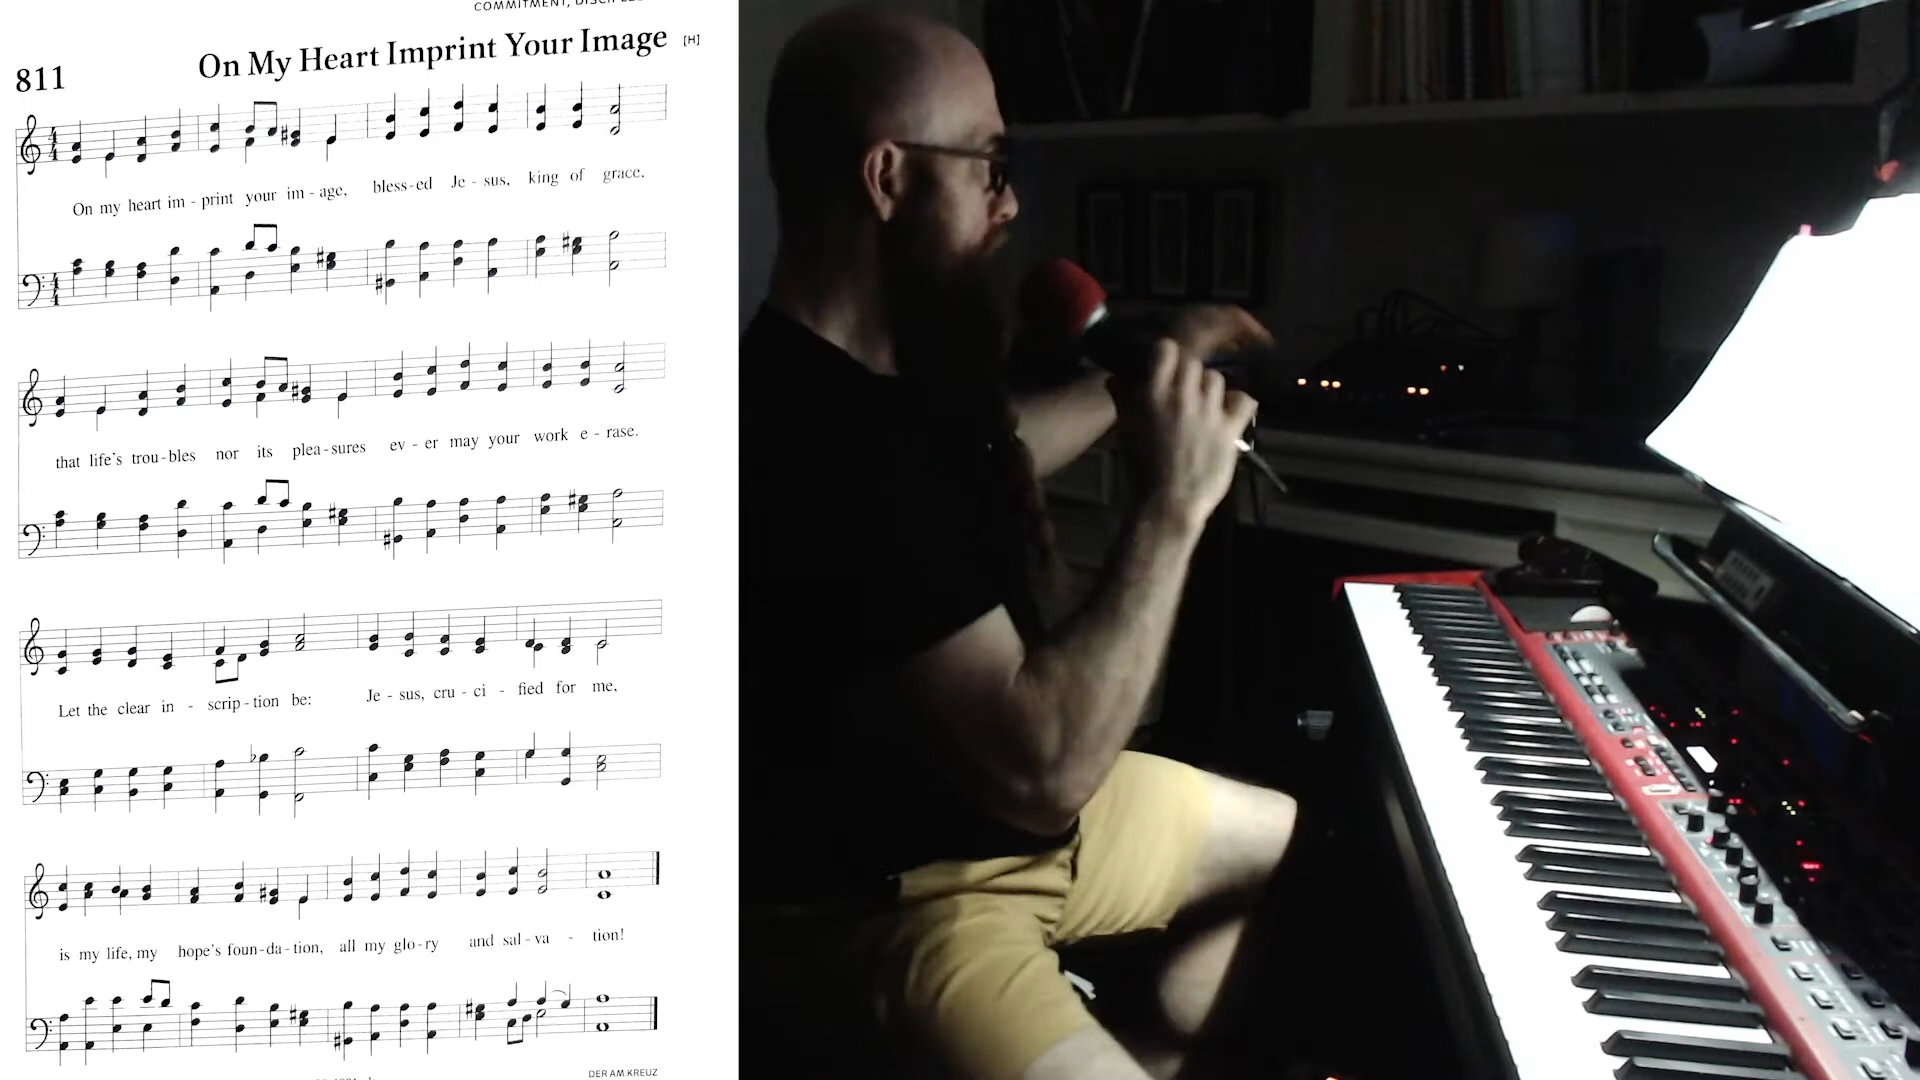 COMMITMENT,
811
On My Heart Imprint Your Image [H]
On my heart im - print your im - age, bless - ed Je - sus, king of grace,
that life's trou - bles nor its plea - sures ev - er may your work e - rase.
Let the clear in - scrip - tion be: Je - sus, cru - ci - fied for me,
is my life, my hope's foun - da - tion, all my glo - ry and sal - va - tion!
DER AM KREUZ